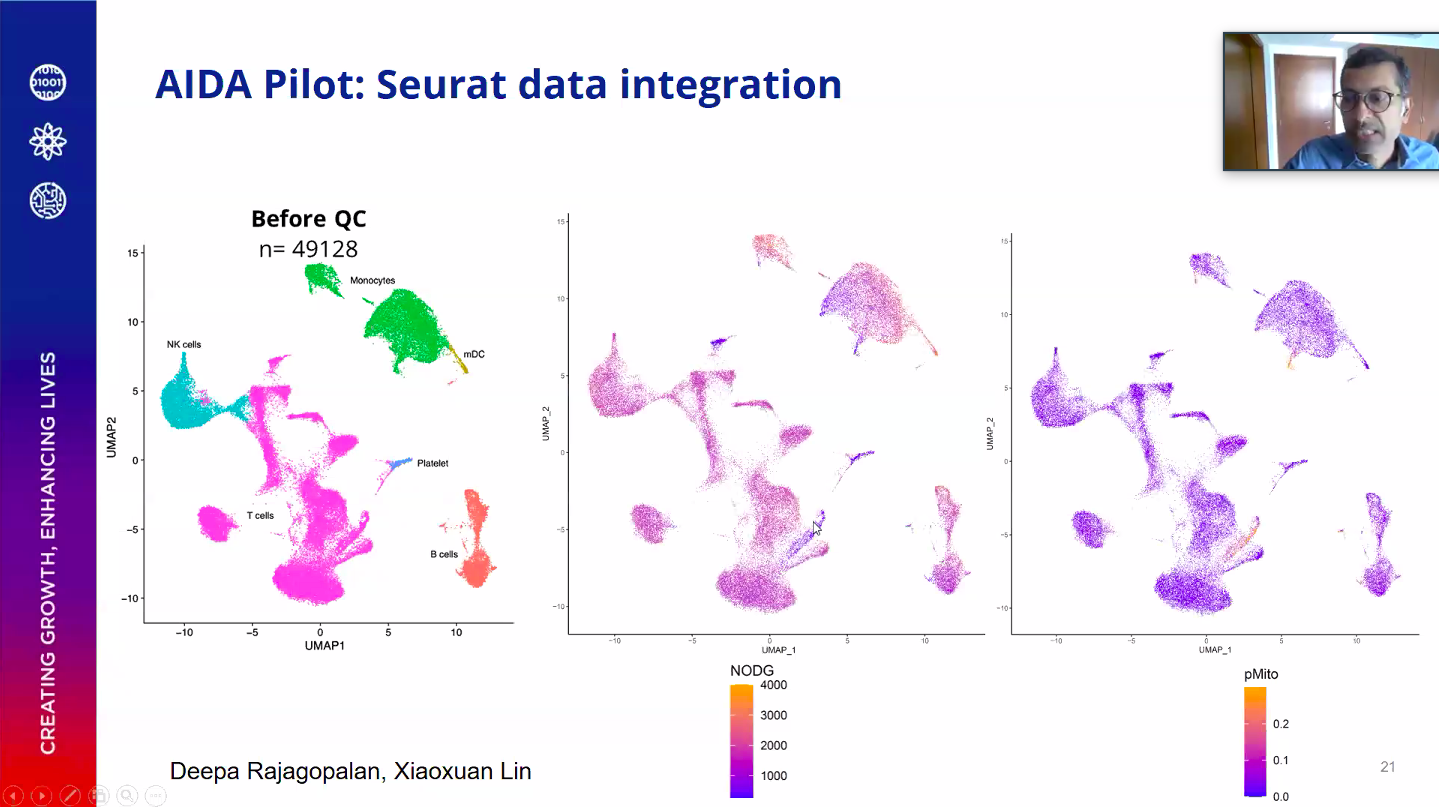 AIDA Pilot: Seurat data integration
CREATING GROWTH, ENHANCING LIVES
Before QC
n= 49128
15
10
5
0
−5
−10
UMAP2
−10
−5
0
5
10
UMAP1
Monocytes
NK cells
mDC
Platelet
T cells
B cells
15
10
5
0
−5
−10
UMAP_2
−10
−5
0
5
10
UMAP_1
15
10
5
0
−5
−10
UMAP_2
−10
−5
0
5
10
UMAP_1
NODG
4000
3000
2000
1000
pMito
0.2
0.1
0.0
Deepa Rajagopalan, Xiaoxuan Lin
21